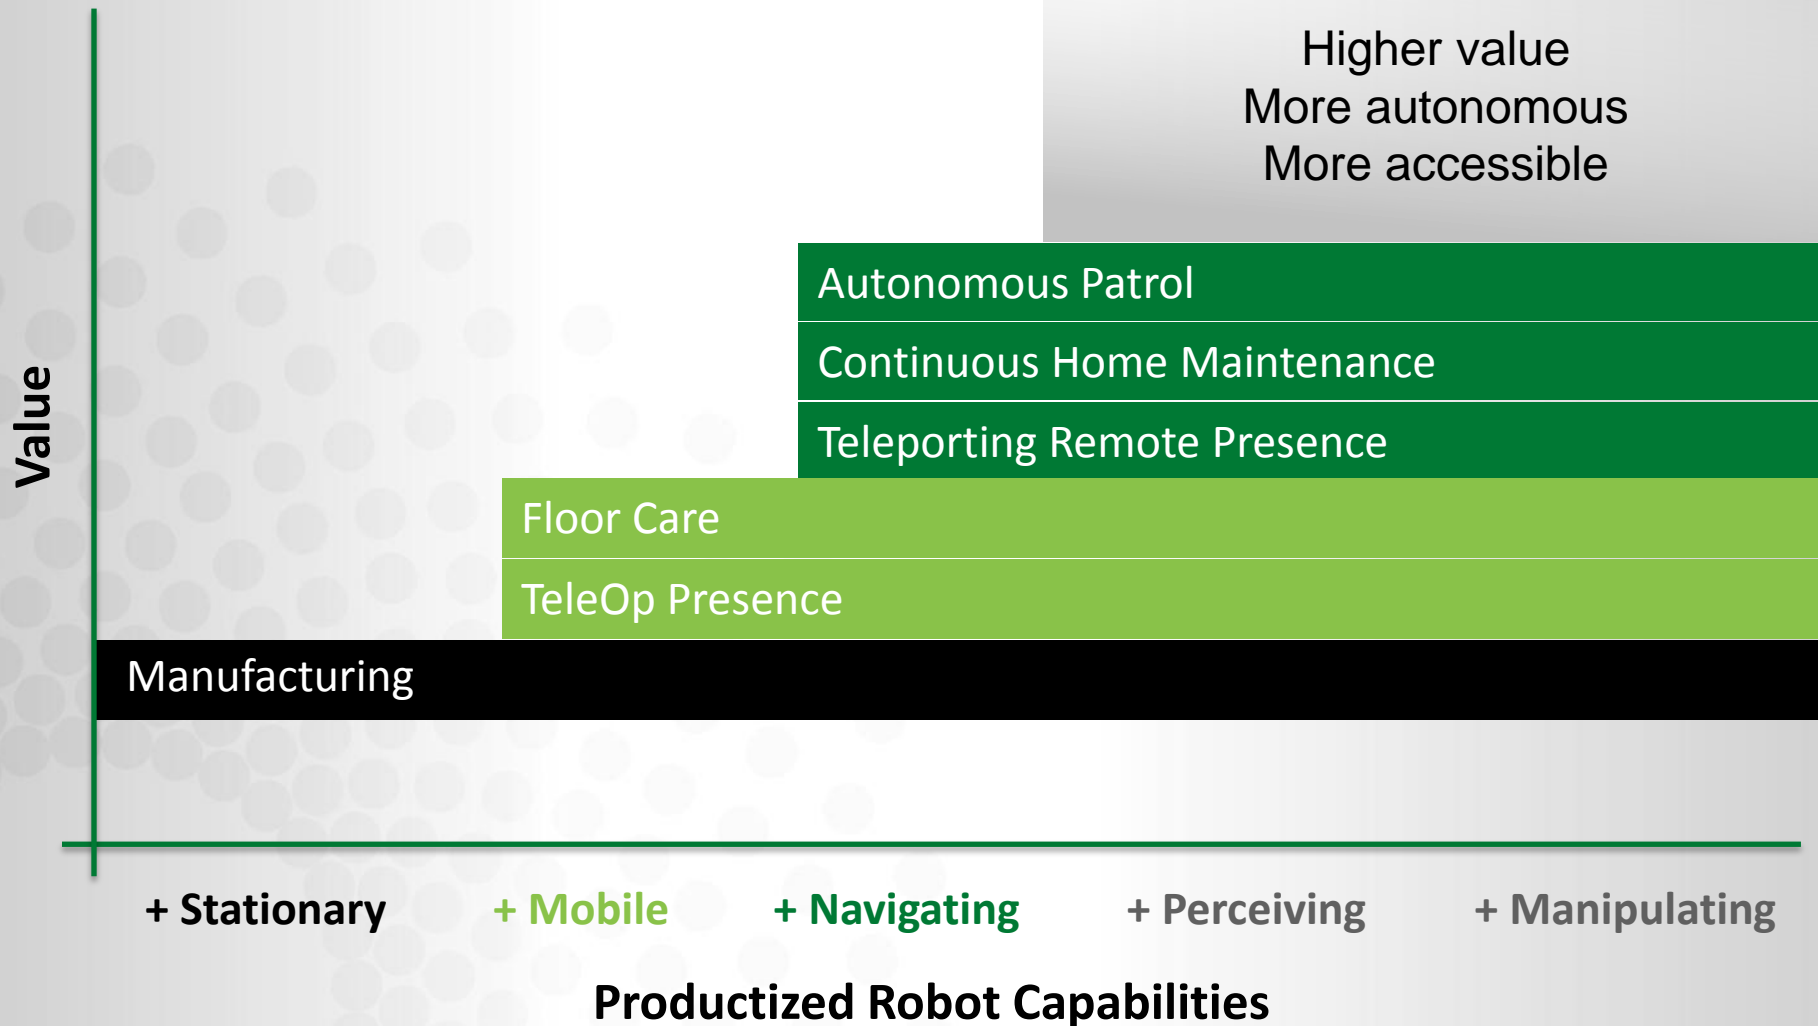 Higher value
More autonomous
More accessible
Autonomous Patrol
Continuous Home Maintenance
Teleporting Remote Presence
Floor Care
TeleOp Presence
Manufacturing
Value
+ Stationary + Mobile + Navigating + Perceiving + Manipulating
Productized Robot Capabilities